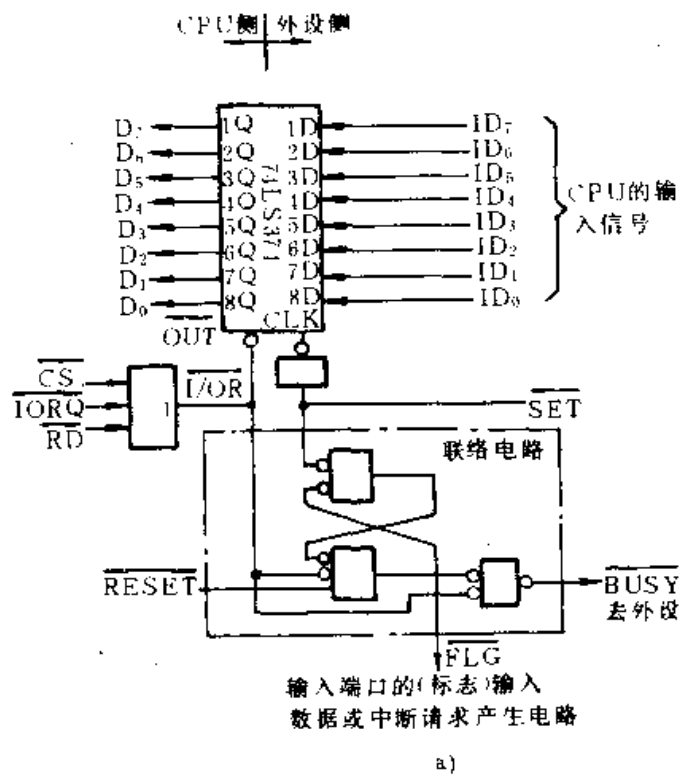 CPU侧 外设侧
D₇ 1Q 1D ID₇
D₆ 2Q 2D ID₆
D₅ 3Q 3D ID₅
D₄ 4Q 4D ID₄
D₃ 5Q 5D ID₃
D₂ 6Q 6D ID₂
D₁ 7Q 7D ID₁
D₀ 8Q 8D ID₀
74LS371
CPU的输
入信号
CLK
OUT
CS
IORQ
RD
1
I/OR
SET
联络电路
RESET
BUSY
去外设
FLG
输入端口的(标志)输入
数据或中断请求产生电路
a)